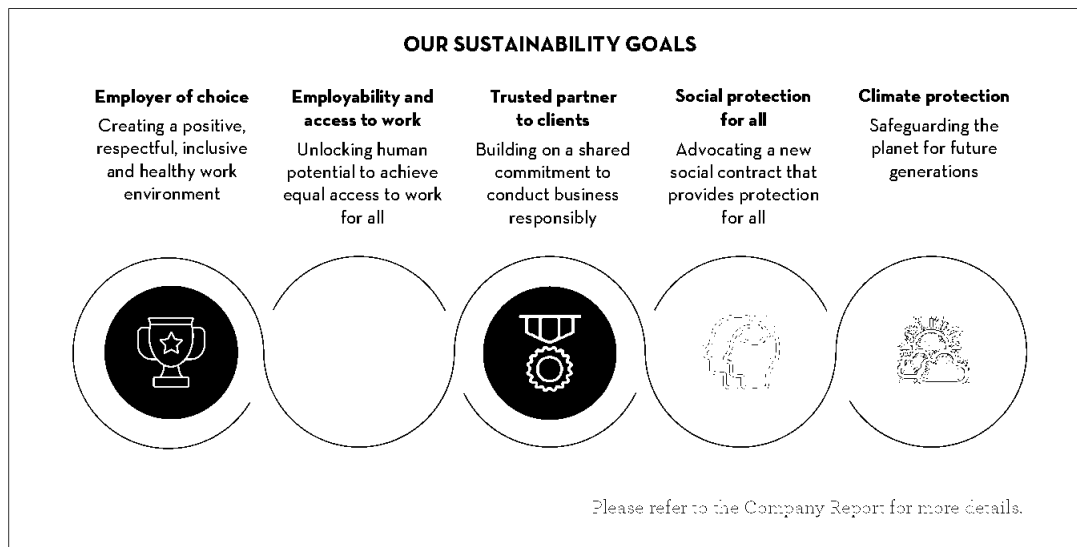 OUR SUSTAINABILITY GOALS
Employer of choice
Creating a positive,
respectful, inclusive
and healthy work
environment
Employability and
access to work
Unlocking human
potential to achieve
equal access to work
for all
Trusted partner
to clients
Building on a shared
commitment to
conduct business
responsibly
Social protection
for all
Advocating a new
social contract that
provides protection
for all
Climate protection
Safeguarding the
planet for future
generations
Please refer to the Company Report for more details.